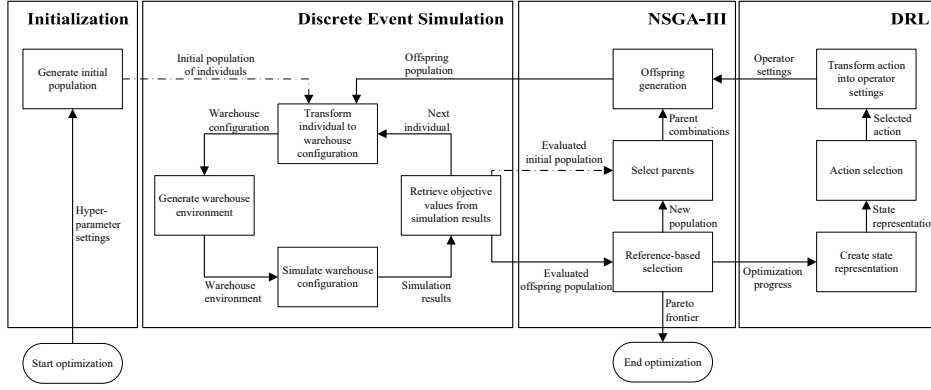 Initialization
Discrete Event Simulation
NSGA-III
DRL
Generate initial
population
Initial population
of individuals
Offspring
population
Offspring
generation
Operator
settings
Transform action
into operator
settings
Warehouse
configuration
Transform
individual to
warehouse
configuration
Next
individual
Parent
combinations
Selected
action
Evaluated
initial population
Generate warehouse
environment
Retrieve objective
values from
simulation results
Select parents
Action selection
Hyper-
parameter
settings
New
population
State
representation
Warehouse
environment
Simulate warehouse
configuration
Simulation
results
Evaluated
offspring population
Reference-based
selection
Optimization
progress
Create state
representation
Pareto
frontier
Start optimization
End optimization